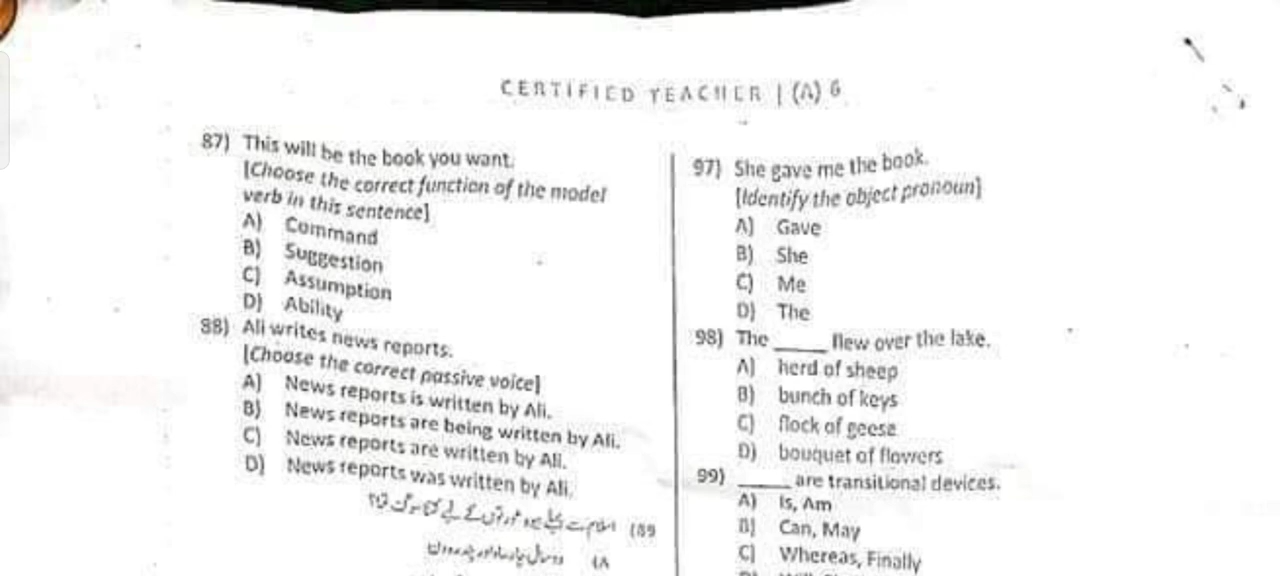 CERTIFIED TEACHER | (A) 6
87) This will be the book you want.
[Choose the correct function of the model
verb in this sentence]
A) Command
B) Suggestion
C) Assumption
D) Ability
88) Ali writes news reports.
[Choose the correct passive voice]
A) News reports is written by Ali.
B) News reports are being written by Ali.
C) News reports are written by Ali.
D) News reports was written by Ali.
(89
(A
97) She gave me the book.
[Identify the object pronoun]
A) Gave
B) She
C) Me
D) The
98) The _____ flew over the lake.
A) herd of sheep
B) bunch of keys
C) flock of geese
D) bouquet of flowers
99) _____ are transitional devices.
A) Is, Am
B) Can, May
C) Whereas, Finally